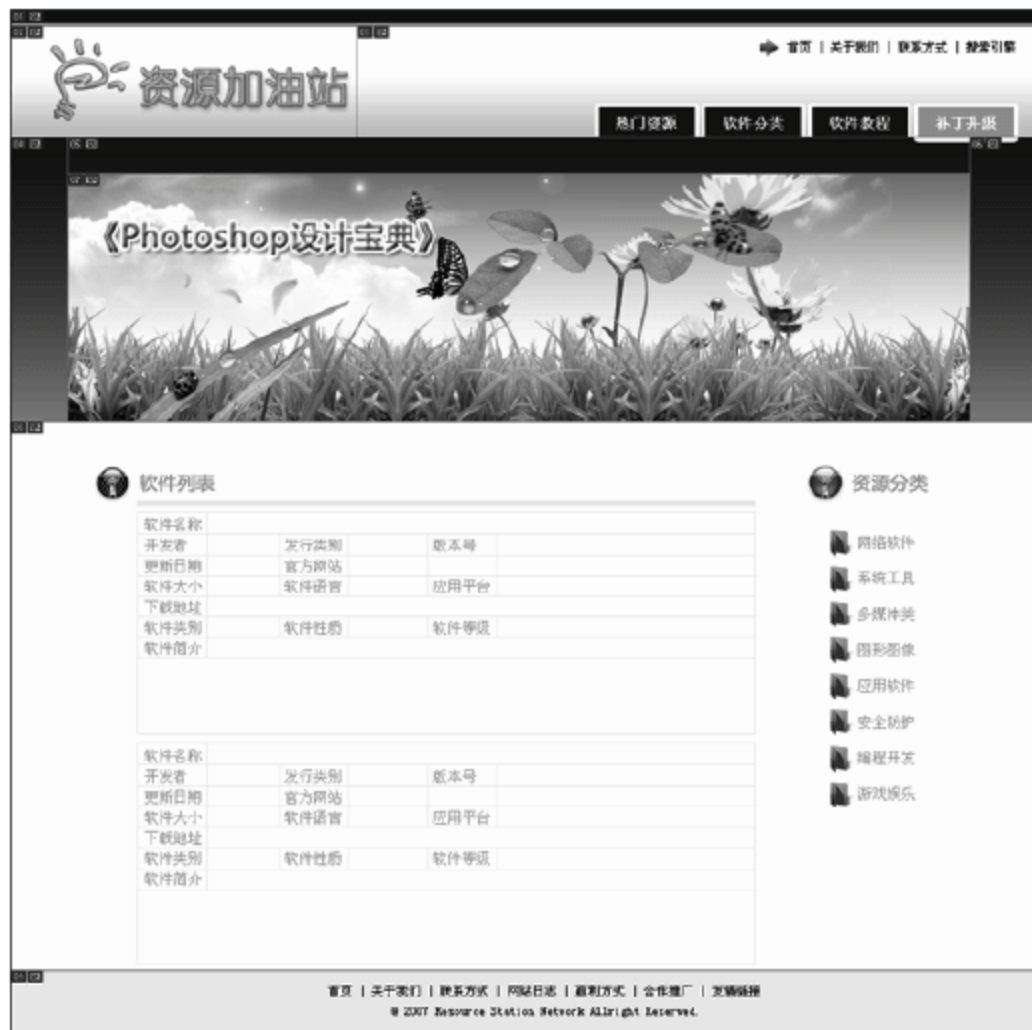 首页 | 关于我们 | 联系方式 | 搜索引擎
资源加油站
热门资源 软件分类 软件教程 补丁升级
《Photoshop设计宝典》
软件列表
软件名称
开发者 发行类别 版本号
更新日期 官方网站
软件大小 软件语言 应用平台
下载地址
软件类别 软件性质 软件等级
软件简介
软件名称
开发者 发行类别 版本号
更新日期 官方网站
软件大小 软件语言 应用平台
下载地址
软件类别 软件性质 软件等级
软件简介
资源分类
网络软件
系统工具
多媒体类
图形图像
应用软件
安全防护
编程开发
游戏娱乐
首页 | 关于我们 | 联系方式 | 网站日志 | 赢利方式 | 合作推广 | 友情链接
© 2007 Resource Station Network Allright Reserved.